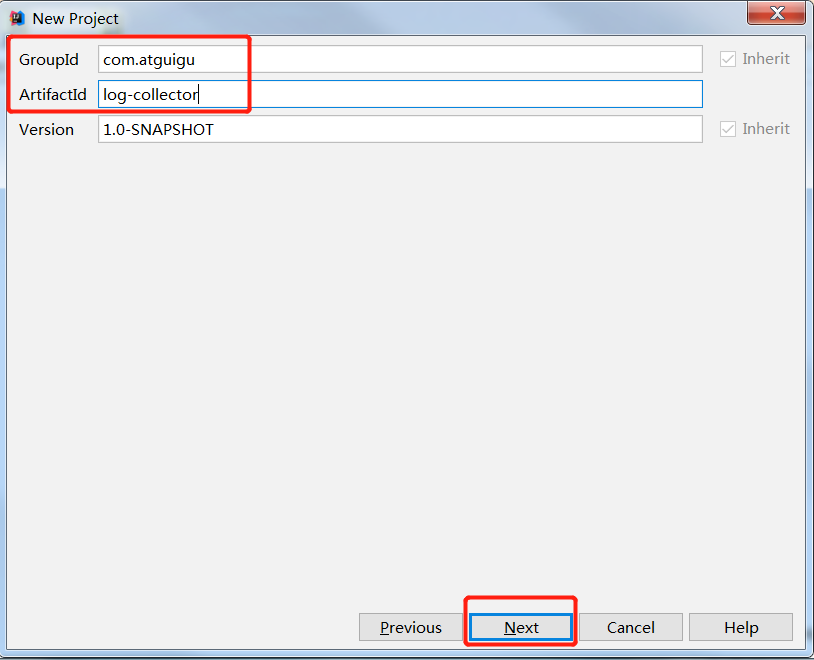 New Project
GroupId com.atguigu Inherit
ArtifactId log-collector
Version 1.0-SNAPSHOT Inherit
Previous Next Cancel Help